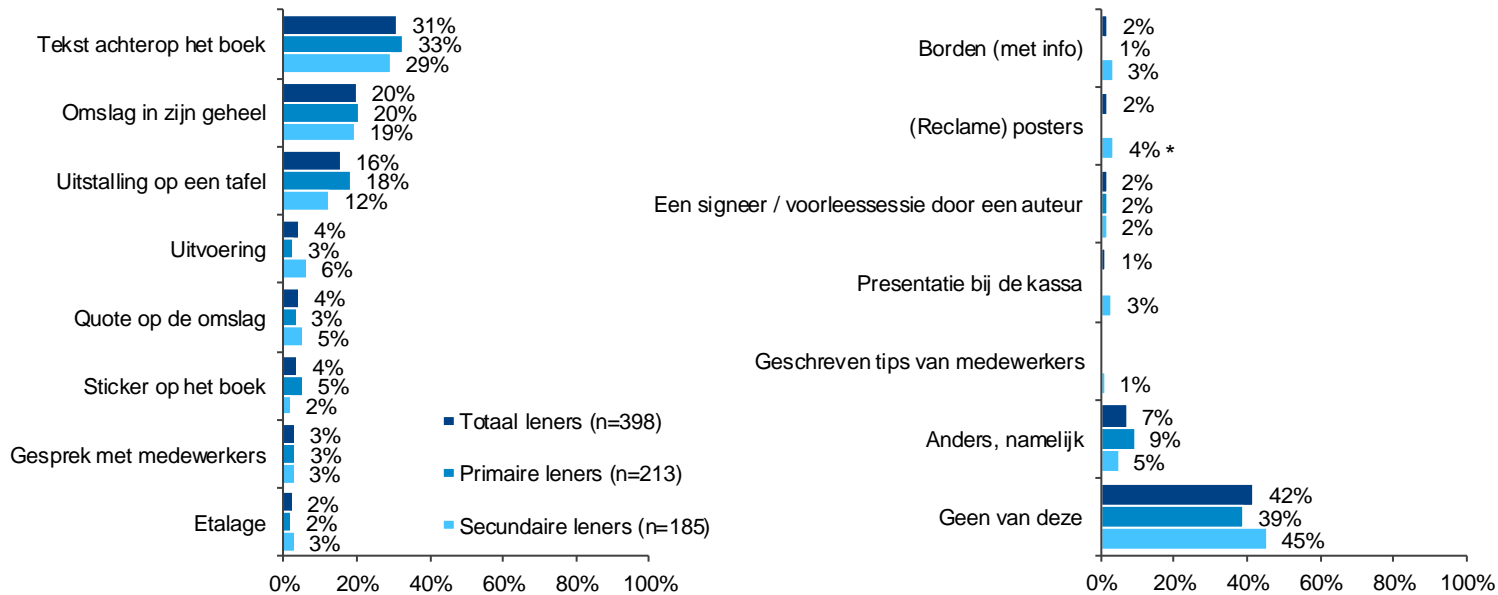 Tekst achterop het boek
31%
33%
29%
Omslag in zijn geheel
20%
20%
19%
Uitstalling op een tafel
16%
18%
12%
Uitvoering
4%
3%
6%
Quote op de omslag
4%
3%
5%
Sticker op het boek
4%
5%
2%
Gesprek met medewerkers
3%
3%
3%
Etalage
2%
2%
3%
Totaal leners (n=398)
Primaire leners (n=213)
Secundaire leners (n=185)
0% 20% 40% 60% 80% 100%
Borden (met info)
2%
1%
3%
(Reclame) posters
2%
4% *
Een signeer / voorleessessie door een auteur
2%
2%
2%
Presentatie bij de kassa
1%
3%
Geschreven tips van medewerkers
1%
Anders, namelijk
7%
9%
5%
Geen van deze
42%
39%
45%
0% 20% 40% 60% 80% 100%